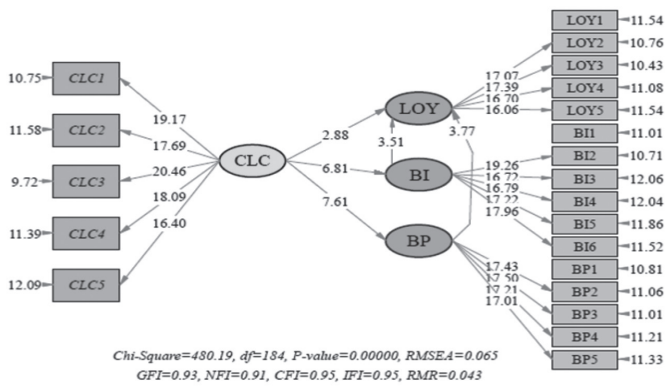 10.75 CLC1
11.58 CLC2
9.72 CLC3
11.39 CLC4
12.09 CLC5
19.17
17.69
20.46
18.09
16.40
CLC
2.88
6.81
7.61
LOY
3.51
3.77
BI
BP
17.07
17.39
16.70
16.06
19.26
16.72
16.79
17.22
17.96
17.43
17.50
17.21
17.01
LOY1 11.54
LOY2 10.76
LOY3 10.43
LOY4 11.08
LOY5 11.54
BI1 11.01
BI2 10.71
BI3 12.06
BI4 12.04
BI5 11.86
BI6 11.52
BP1 10.81
BP2 11.06
BP3 11.01
BP4 11.21
BP5 11.33
Chi-Square=480.19, df=184, P-value=0.00000, RMSEA=0.065
GFI=0.93, NFI=0.91, CFI=0.95, IFI=0.95, RMR=0.043